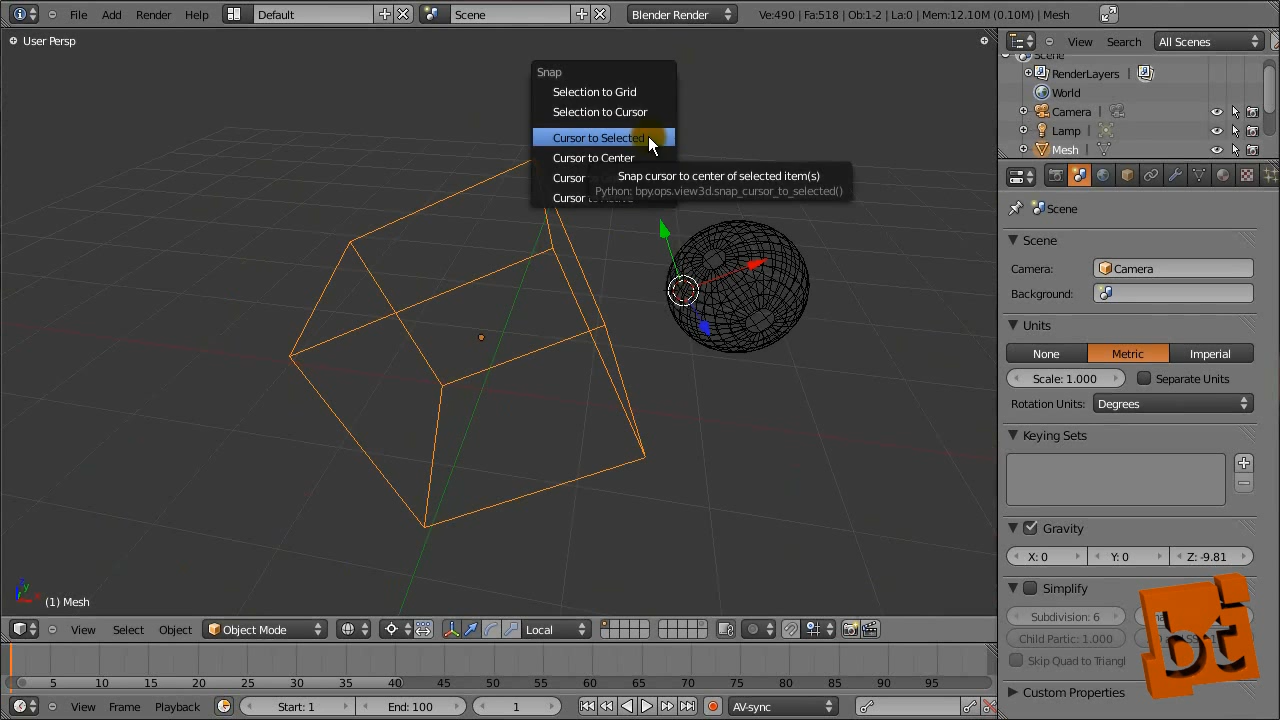 File Add Render Help Default Scene Blender Render Ve:490 | Fa:518 | Ob:1-2 | La:0 | Mem:12.10M (0.10M) | Mesh
User Persp
View Search All Scenes
Scene
RenderLayers
World
Camera
Lamp
Mesh
Snap
Selection to Grid
Selection to Cursor
Cursor to Selected
Cursor to Center
Cursor
Cursor
Snap cursor to center of selected item(s)
Python: bpy.ops.view3d.snap_cursor_to_selected()
Scene
Scene
Camera: Camera
Background:
Units
None Metric Imperial
Scale: 1.000 Separate Units
Rotation Units: Degrees
Keying Sets
Gravity
X: 0 Y: 0 Z: -9.81
Simplify
Subdivision: 6
Child Partic: 1.000
Skip Quad to Triangl
Custom Properties
bt
(1) Mesh
View Select Object Object Mode Local
5 10 15 20 25 30 35 40 45 50 55 60 65 70 75 80 85 90 95
View Frame Playback Start: 1 End: 100 1 AV-sync